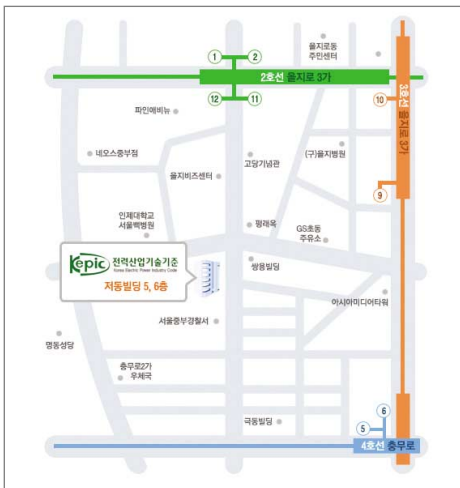 을지로동
주민센터
1
2
2호선 을지로 3가
3호선 을지로 3가
12
11
10
파인애비뉴
네오스중부점
을지비즈센터
고당기념관
(구)을지병원
9
인제대학교
서울백병원
평래옥
GS초동
주유소
Kepic 전력산업기술기준
Korea Electric Power Industry Code
저동빌딩 5, 6층
쌍용빌딩
아시아미디어타워
서울중부경찰서
명동성당
충무로2가
우체국
극동빌딩
6
5
4호선 충무로